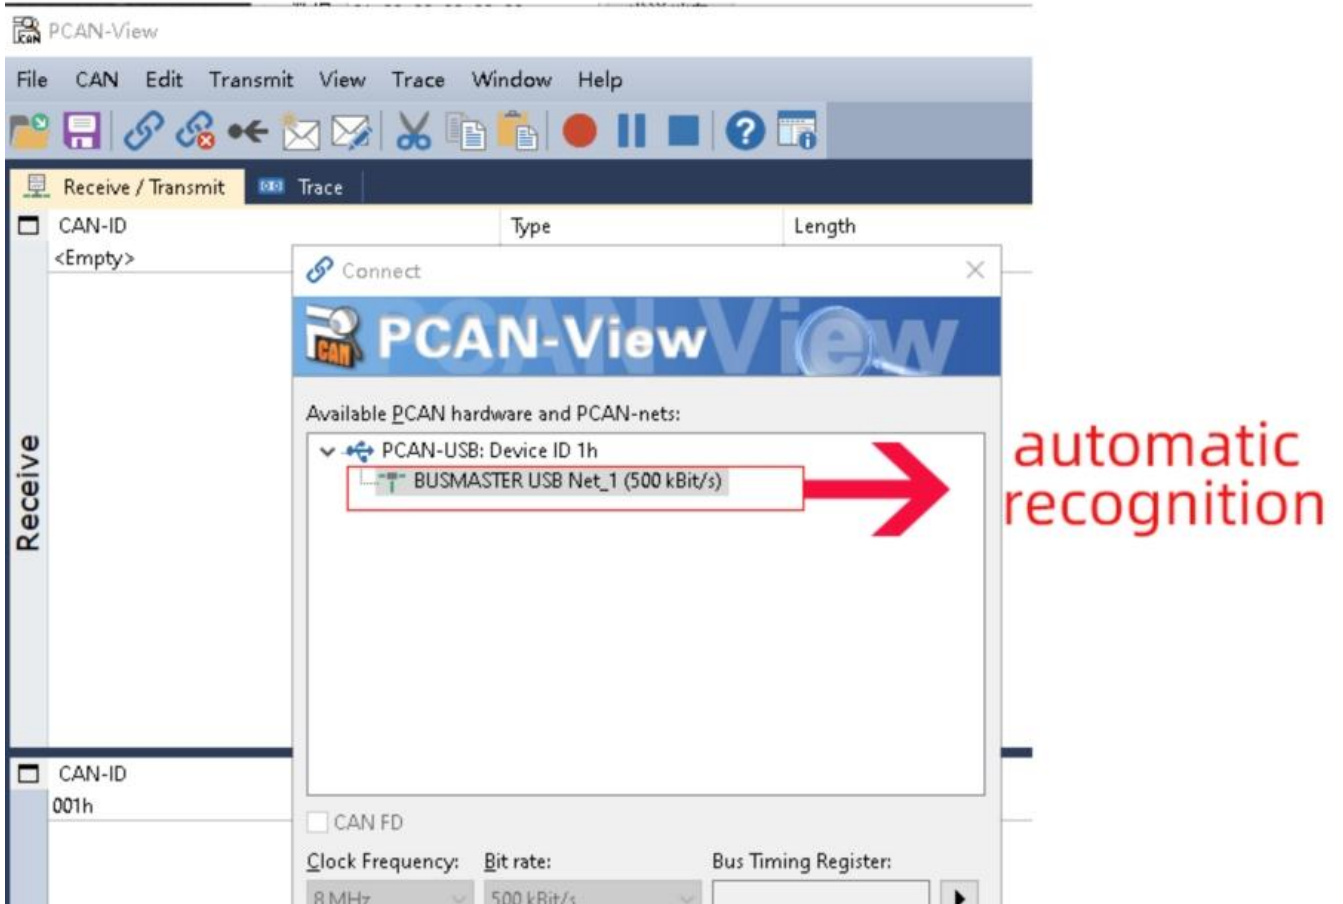 PCAN-View
File CAN Edit Transmit View Trace Window Help
Receive / Transmit Trace
CAN-ID Type Length
<Empty>
Connect
PCAN-View
View
Available PCAN hardware and PCAN-nets:
PCAN-USB: Device ID 1h
BUSMASTER USB Net_1 (500 kBit/s)
automatic
recognition
Receive
CAN-ID
001h
CAN FD
Clock Frequency: Bit rate: Bus Timing Register:
8 MHz 500 kBit/s